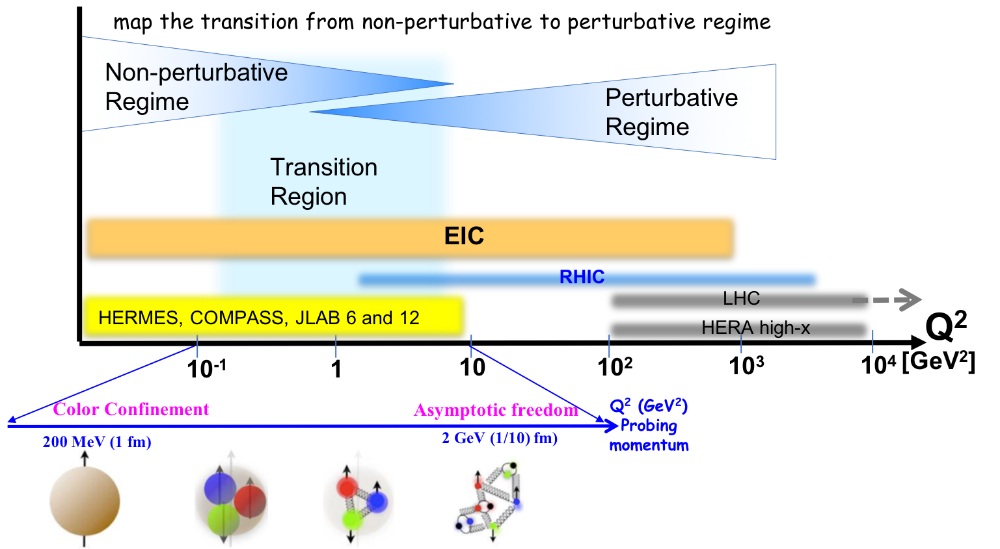 map the transition from non-perturbative to perturbative regime
Non-perturbative
Regime
Perturbative
Regime
Transition
Region
EIC
RHIC
LHC
HERMES, COMPASS, JLAB 6 and 12
HERA high-x
Q²
10⁻¹
1
10
10²
10³
10⁴
[GeV²]
Color Confinement
Asymptotic freedom
Q² (GeV²)
Probing
momentum
200 MeV (1 fm)
2 GeV (1/10) fm)